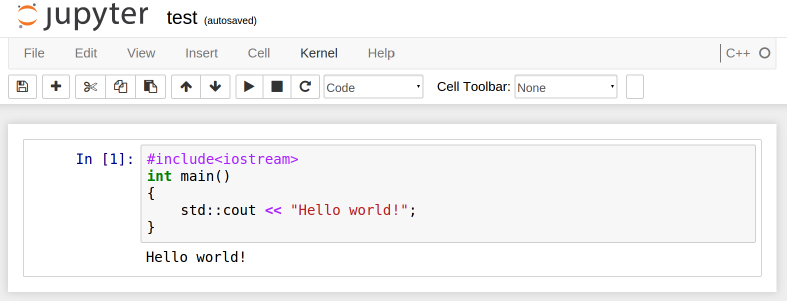 jupyter test (autosaved)
File Edit View Insert Cell Kernel Help C++
Code Cell Toolbar: None
In [1]: #include<iostream>
int main()
{
    std::cout << "Hello world!";
}
Hello world!